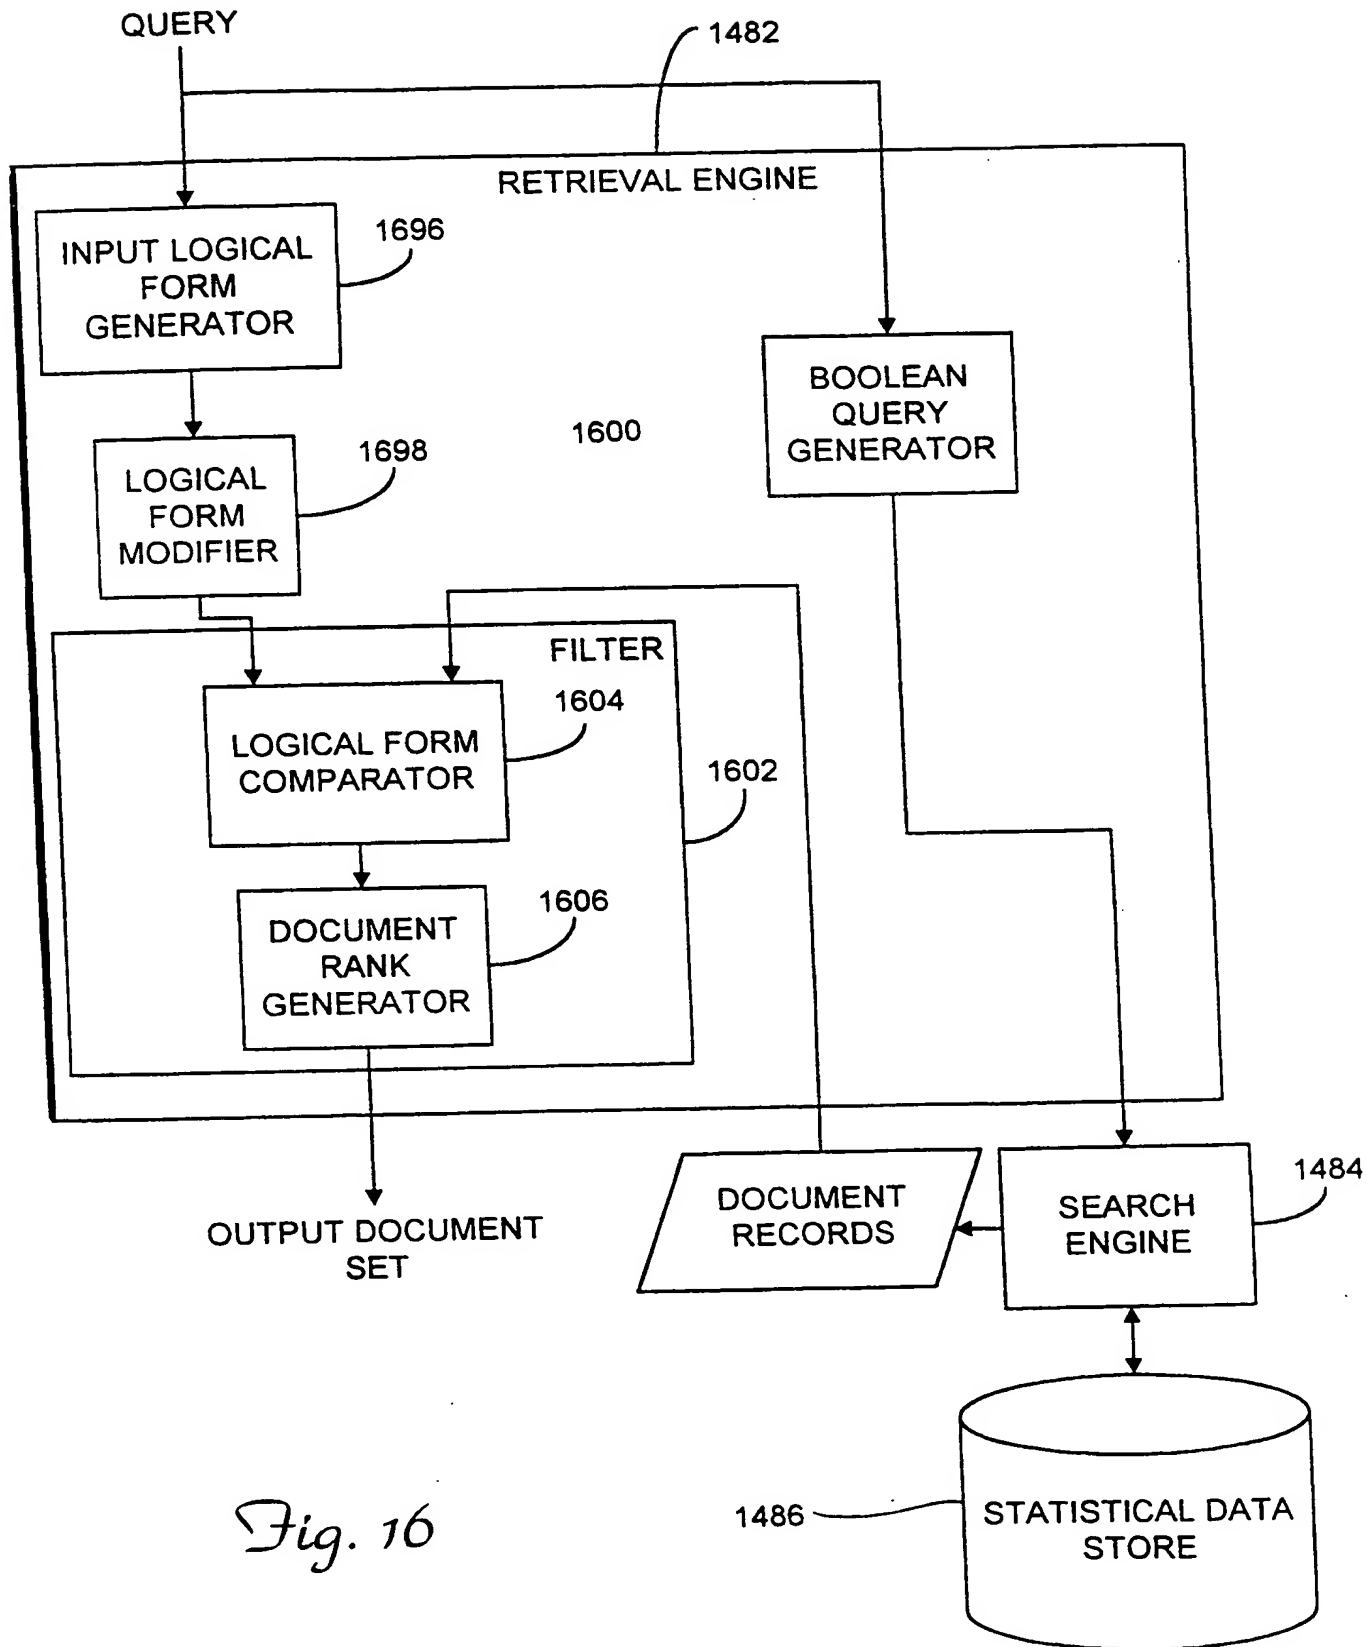 QUERY
1482
RETRIEVAL ENGINE
1696
INPUT LOGICAL
FORM
GENERATOR
BOOLEAN
QUERY
GENERATOR
1600
1698
LOGICAL
FORM
MODIFIER
FILTER
1604
LOGICAL FORM
COMPARATOR
1602
1606
DOCUMENT
RANK
GENERATOR
OUTPUT DOCUMENT
SET
DOCUMENT
RECORDS
SEARCH
ENGINE
1484
1486
STATISTICAL DATA
STORE
Fig. 16